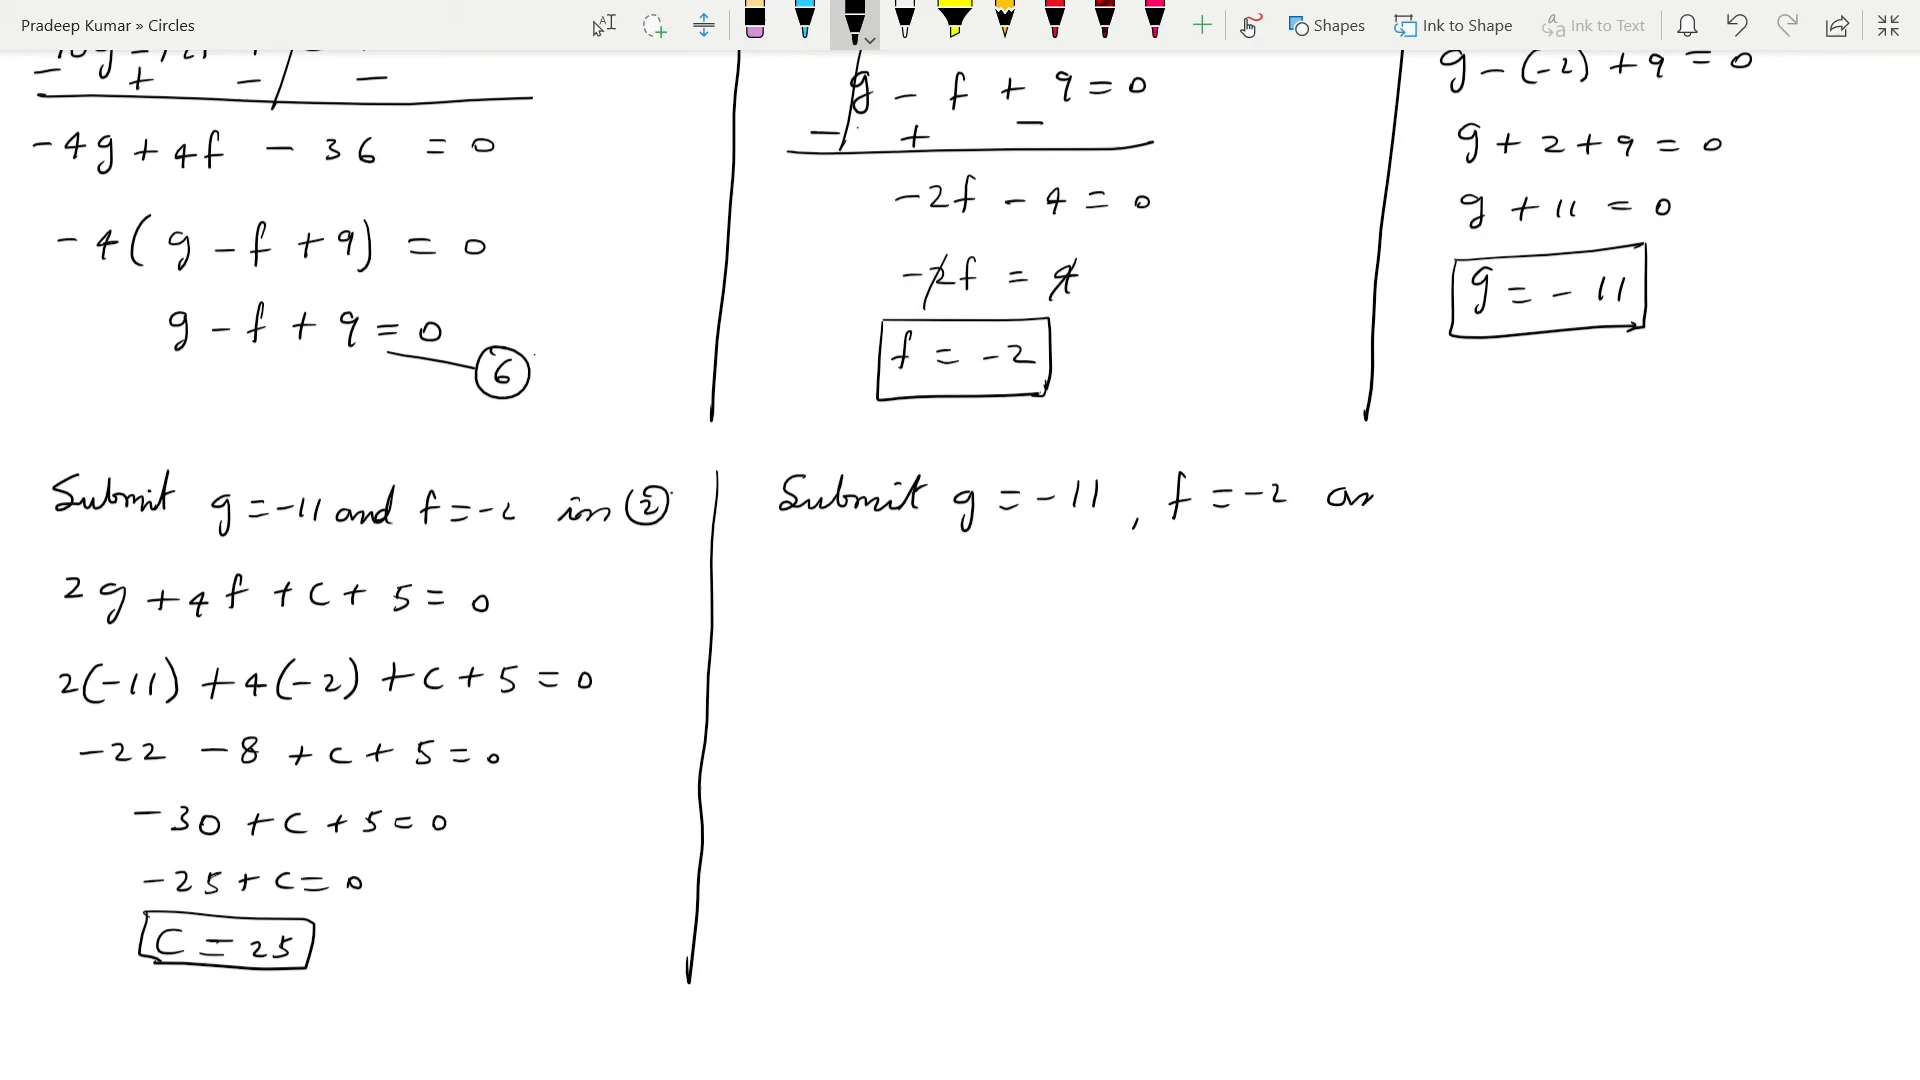 Pradeep Kumar » Circles
Shapes
Ink to Shape
Ink to Text
- + - -
-4g + 4f - 36 = 0
-4(g - f + 9) = 0
g - f + 9 = 0
6
g - f + 9 = 0
- + -
-2f - 4 = 0
-2f = 4
f = -2
g - (-2) + 9 = 0
g + 2 + 9 = 0
g + 11 = 0
g = -11
Submit g = -11 and f = -2 in 2
2g + 4f + c + 5 = 0
2(-11) + 4(-2) + c + 5 = 0
-22 - 8 + c + 5 = 0
-30 + c + 5 = 0
-25 + c = 0
C = 25
Submit g = -11, f = -2 an